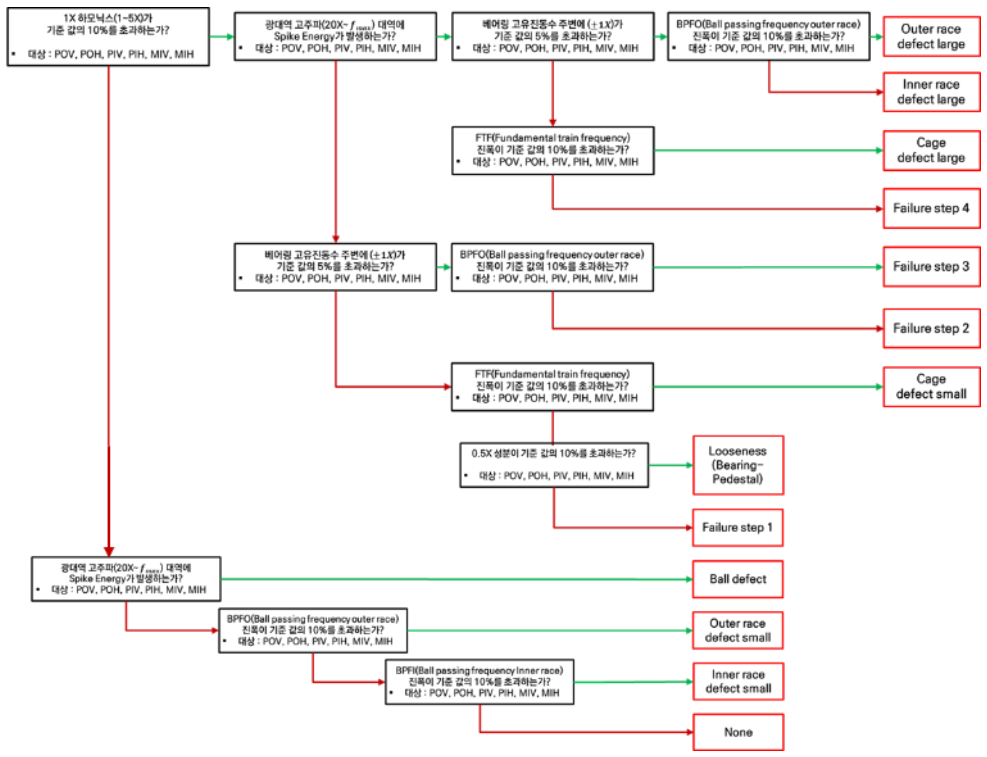 1X 하모닉스(1~5X)가
기준 값의 10%를 초과하는가?
• 대상 : POV, POH, PIV, PIH, MIV, MIH
광대역 고주파(20X~fmax) 대역에
Spike Energy가 발생하는가?
• 대상 : POV, POH, PIV, PIH, MIV, MIH
베어링 고유진동수 주변에 (±1X)가
기준 값의 5%를 초과하는가?
• 대상 : POV, POH, PIV, PIH, MIV, MIH
BPFO(Ball passing frequency outer race)
진폭이 기준 값의 10%를 초과하는가?
• 대상 : POV, POH, PIV, PIH, MIV, MIH
Outer race
defect large
Inner race
defect large
FTF(Fundamental train frequency)
진폭이 기준 값의 10%를 초과하는가?
• 대상 : POV, POH, PIV, PIH, MIV, MIH
Cage
defect large
Failure step 4
베어링 고유진동수 주변에 (±1X)가
기준 값의 5%를 초과하는가?
• 대상 : POV, POH, PIV, PIH, MIV, MIH
BPFO(Ball passing frequency outer race)
진폭이 기준 값의 10%를 초과하는가?
• 대상 : POV, POH, PIV, PIH, MIV, MIH
Failure step 3
Failure step 2
FTF(Fundamental train frequency)
진폭이 기준 값의 10%를 초과하는가?
• 대상 : POV, POH, PIV, PIH, MIV, MIH
Cage
defect small
0.5X 성분이 기준 값의 10%를 초과하는가?
• 대상 : POV, POH, PIV, PIH, MIV, MIH
Looseness
(Bearing-
Pedestal)
Failure step 1
광대역 고주파(20X~fmax) 대역에
Spike Energy가 발생하는가?
• 대상 : POV, POH, PIV, PIH, MIV, MIH
Ball defect
BPFO(Ball passing frequency outer race)
진폭이 기준 값의 10%를 초과하는가?
• 대상 : POV, POH, PIV, PIH, MIV, MIH
Outer race
defect small
BPFI(Ball passing frequency Inner race)
진폭이 기준 값의 10%를 초과하는가?
• 대상 : POV, POH, PIV, PIH, MIV, MIH
Inner race
defect small
None